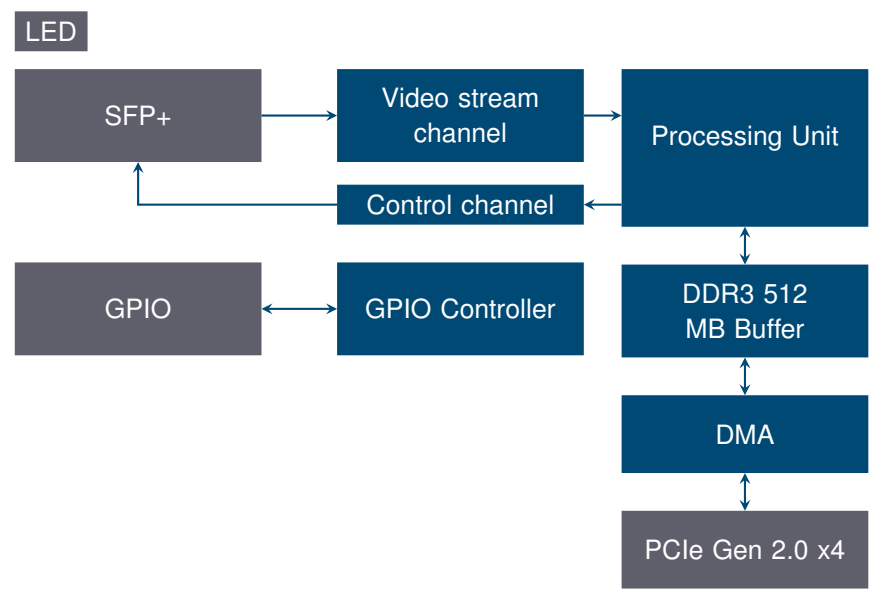 LED
SFP+
Video stream
channel
Processing Unit
Control channel
GPIO
GPIO Controller
DDR3 512
MB Buffer
DMA
PCIe Gen 2.0 x4